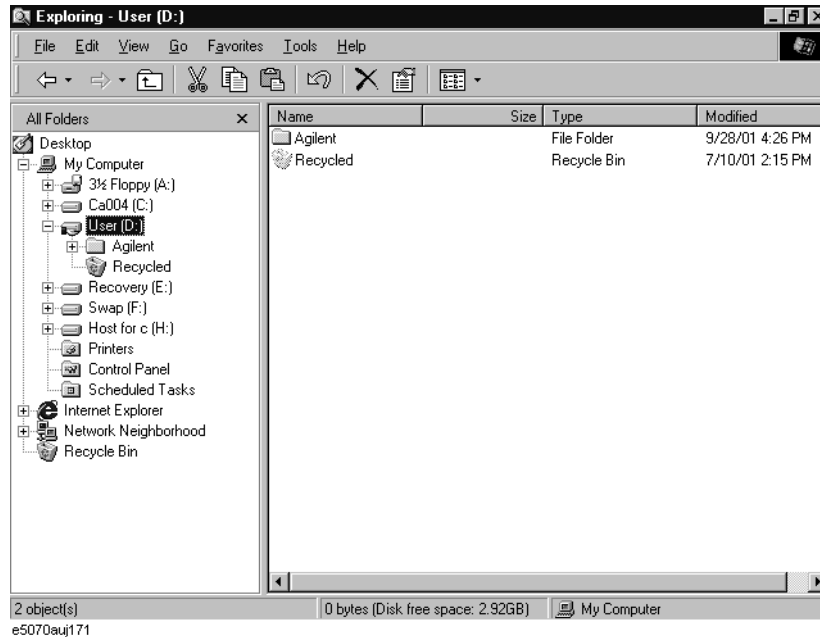 Exploring - User (D:)
File Edit View Go Favorites Tools Help
All Folders
Desktop
My Computer
3½ Floppy (A:)
Ca004 (C:)
User (D:)
Agilent
Recycled
Recovery (E:)
Swap (F:)
Host for c (H:)
Printers
Control Panel
Scheduled Tasks
Internet Explorer
Network Neighborhood
Recycle Bin
Name Size Type Modified
Agilent File Folder 9/28/01 4:26 PM
Recycled Recycle Bin 7/10/01 2:15 PM
2 object(s) 0 bytes (Disk free space: 2.92GB) My Computer
e5070auj171